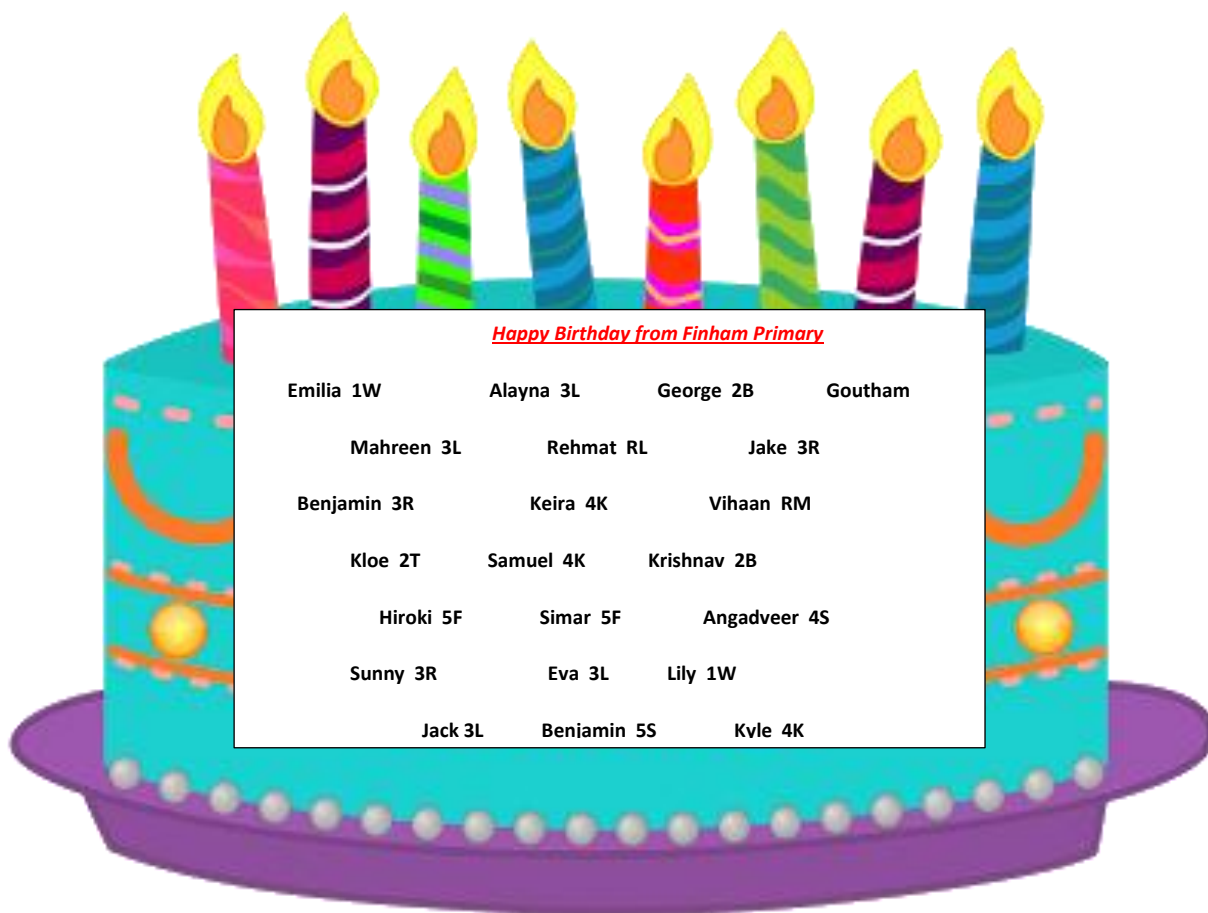 Happy Birthday from Finham Primary
Emilia 1W Alayna 3L George 2B Goutham
Mahreen 3L Rehmat RL Jake 3R
Benjamin 3R Keira 4K Vihaan RM
Kloe 2T Samuel 4K Krishnav 2B
Hiroki 5F Simar 5F Angadveer 4S
Sunny 3R Eva 3L Lily 1W
Jack 3L Benjamin 5S Kyle 4K